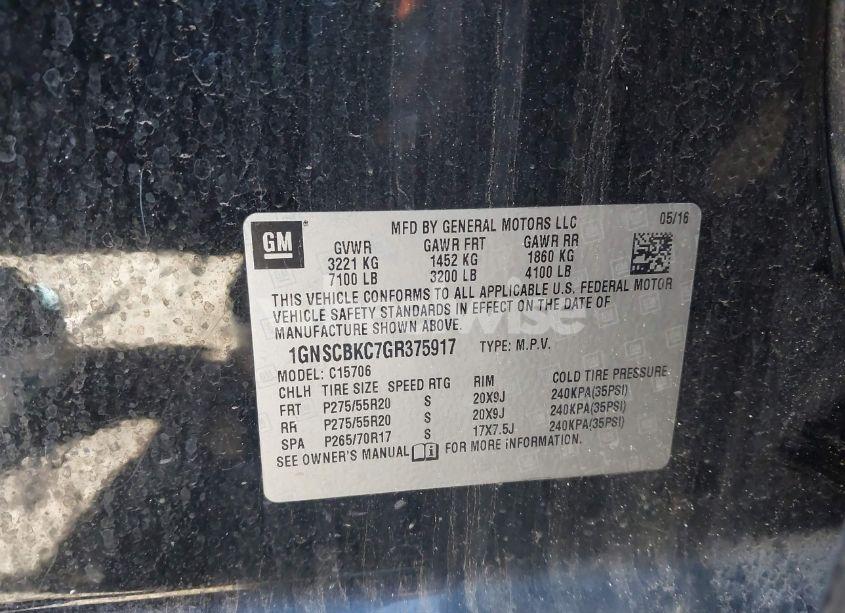 GM
MFD BY GENERAL MOTORS LLC 05/16
GVWR GAWR FRT GAWR RR
3221 KG 1452 KG 1860 KG
7100 LB 3200 LB 4100 LB
THIS VEHICLE CONFORMS TO ALL APPLICABLE U.S. FEDERAL MOTOR
VEHICLE SAFETY STANDARDS IN EFFECT ON THE DATE OF
MANUFACTURE SHOWN ABOVE.
1GNSCBKC7GR375917 TYPE: M.P.V.
MODEL: C15706
CHLH TIRE SIZE SPEED RTG RIM COLD TIRE PRESSURE
FRT P275/55R20 S 20X9J 240KPA(35PSI)
RR P275/55R20 S 20X9J 240KPA(35PSI)
SPA P265/70R17 S 17X7.5J 240KPA(35PSI)
SEE OWNER'S MANUAL FOR MORE INFORMATION.